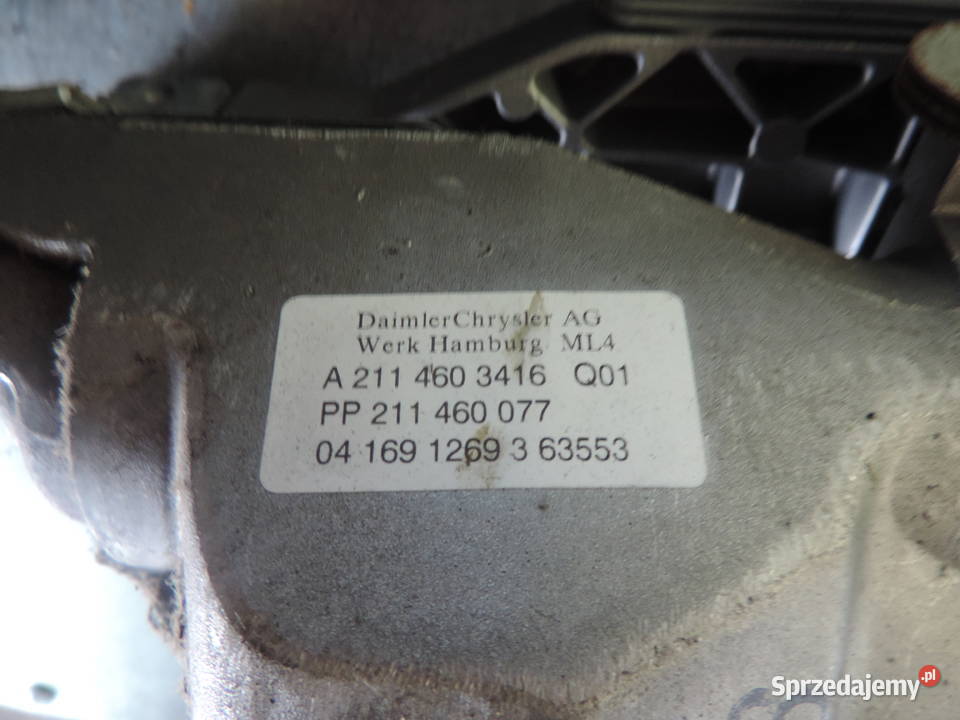 DaimlerChrysler AG
Werk Hamburg ML4
A 211 460 3416 Q01
PP 211 460 077
04 169 1269 3 63553
Sprzedajemy.pl